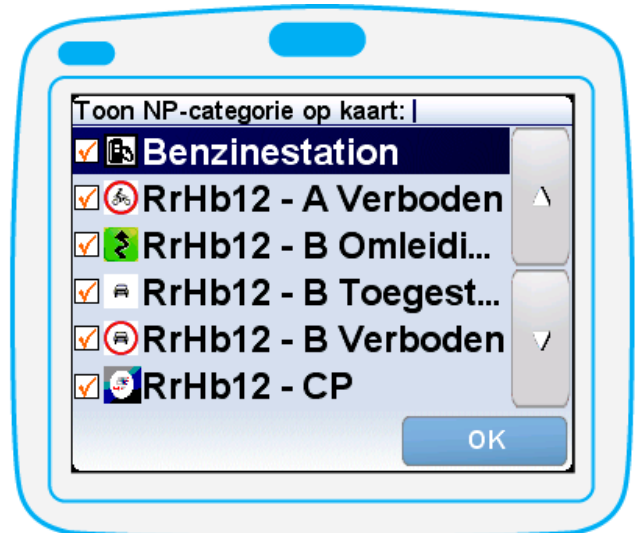 Toon NP-categorie op kaart:
Benzinestation
RrHb12 - A Verboden
RrHb12 - B Omleidi...
RrHb12 - B Toegest...
RrHb12 - B Verboden
RrHb12 - CP
OK